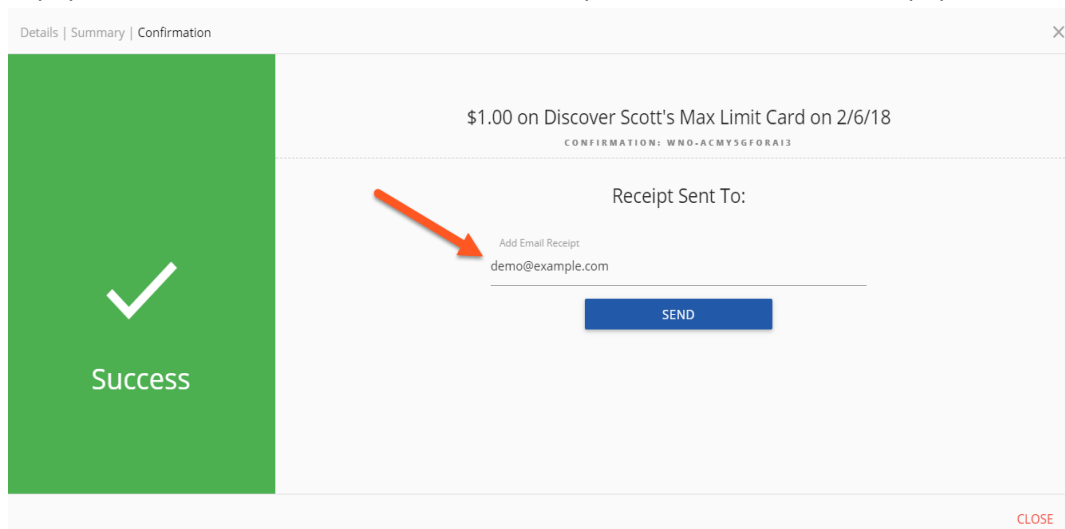 Details | Summary | Confirmation
$1.00 on Discover Scott's Max Limit Card on 2/6/18
CONFIRMATION: WNO-ACMY5GFORAI3
Receipt Sent To:
Add Email Receipt
demo@example.com
SEND
Success
CLOSE